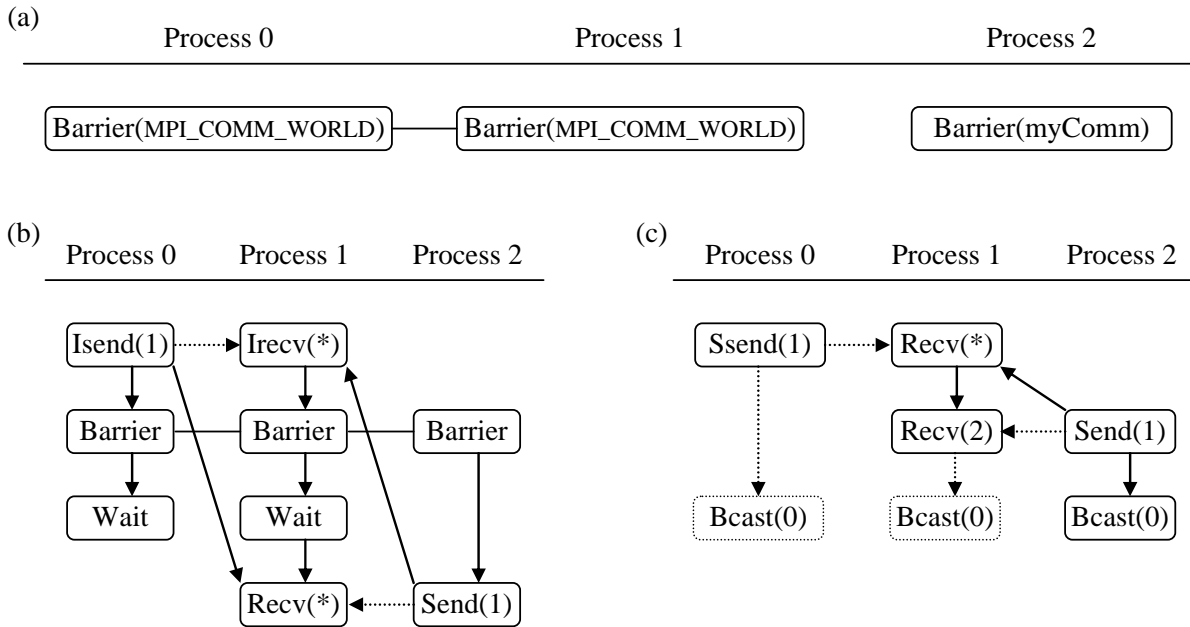 (a)
Process 0 Process 1 Process 2
Barrier(MPI_COMM_WORLD) Barrier(MPI_COMM_WORLD) Barrier(myComm)
(b)
Process 0 Process 1 Process 2
Isend(1) Irecv(*)
Barrier Barrier Barrier
Wait Wait
Recv(*) Send(1)
(c)
Process 0 Process 1 Process 2
Ssend(1) Recv(*)
Recv(2) Send(1)
Bcast(0) Bcast(0) Bcast(0)